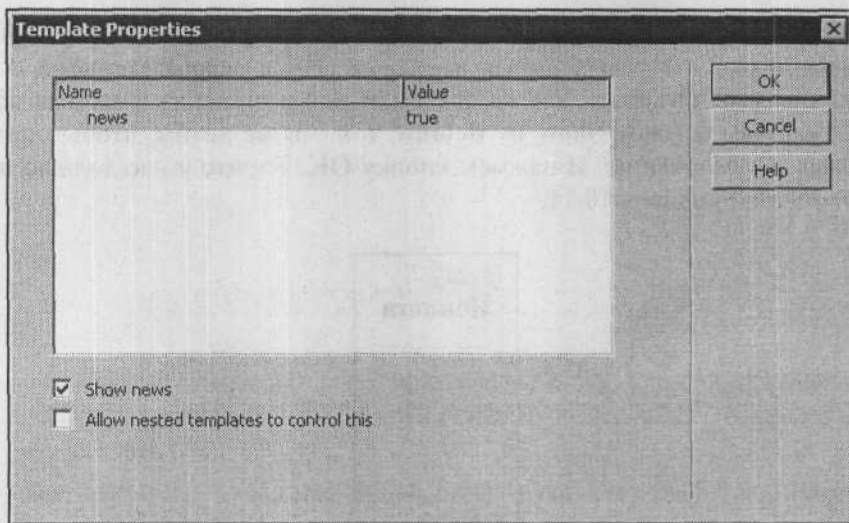 Template Properties
Name Value
news true
OK
Cancel
Help
Show news
Allow nested templates to control this